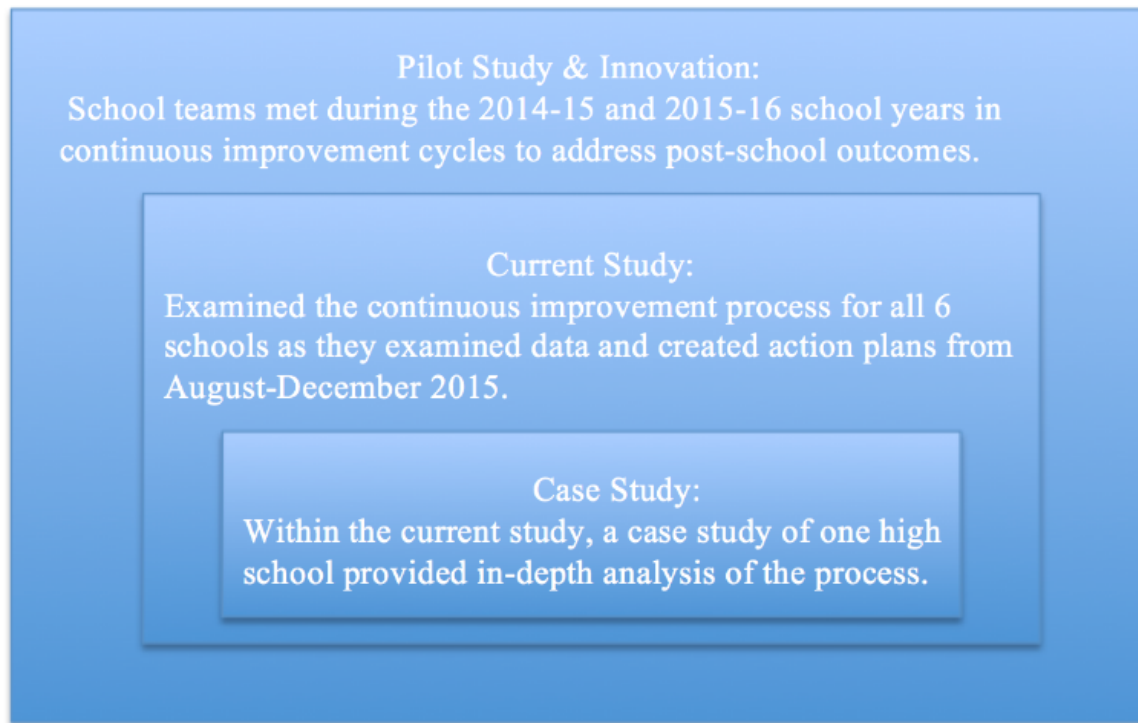 Pilot Study & Innovation:
School teams met during the 2014-15 and 2015-16 school years in
continuous improvement cycles to address post-school outcomes.
Current Study:
Examined the continuous improvement process for all 6
schools as they examined data and created action plans from
August-December 2015.
Case Study:
Within the current study, a case study of one high
school provided in-depth analysis of the process.